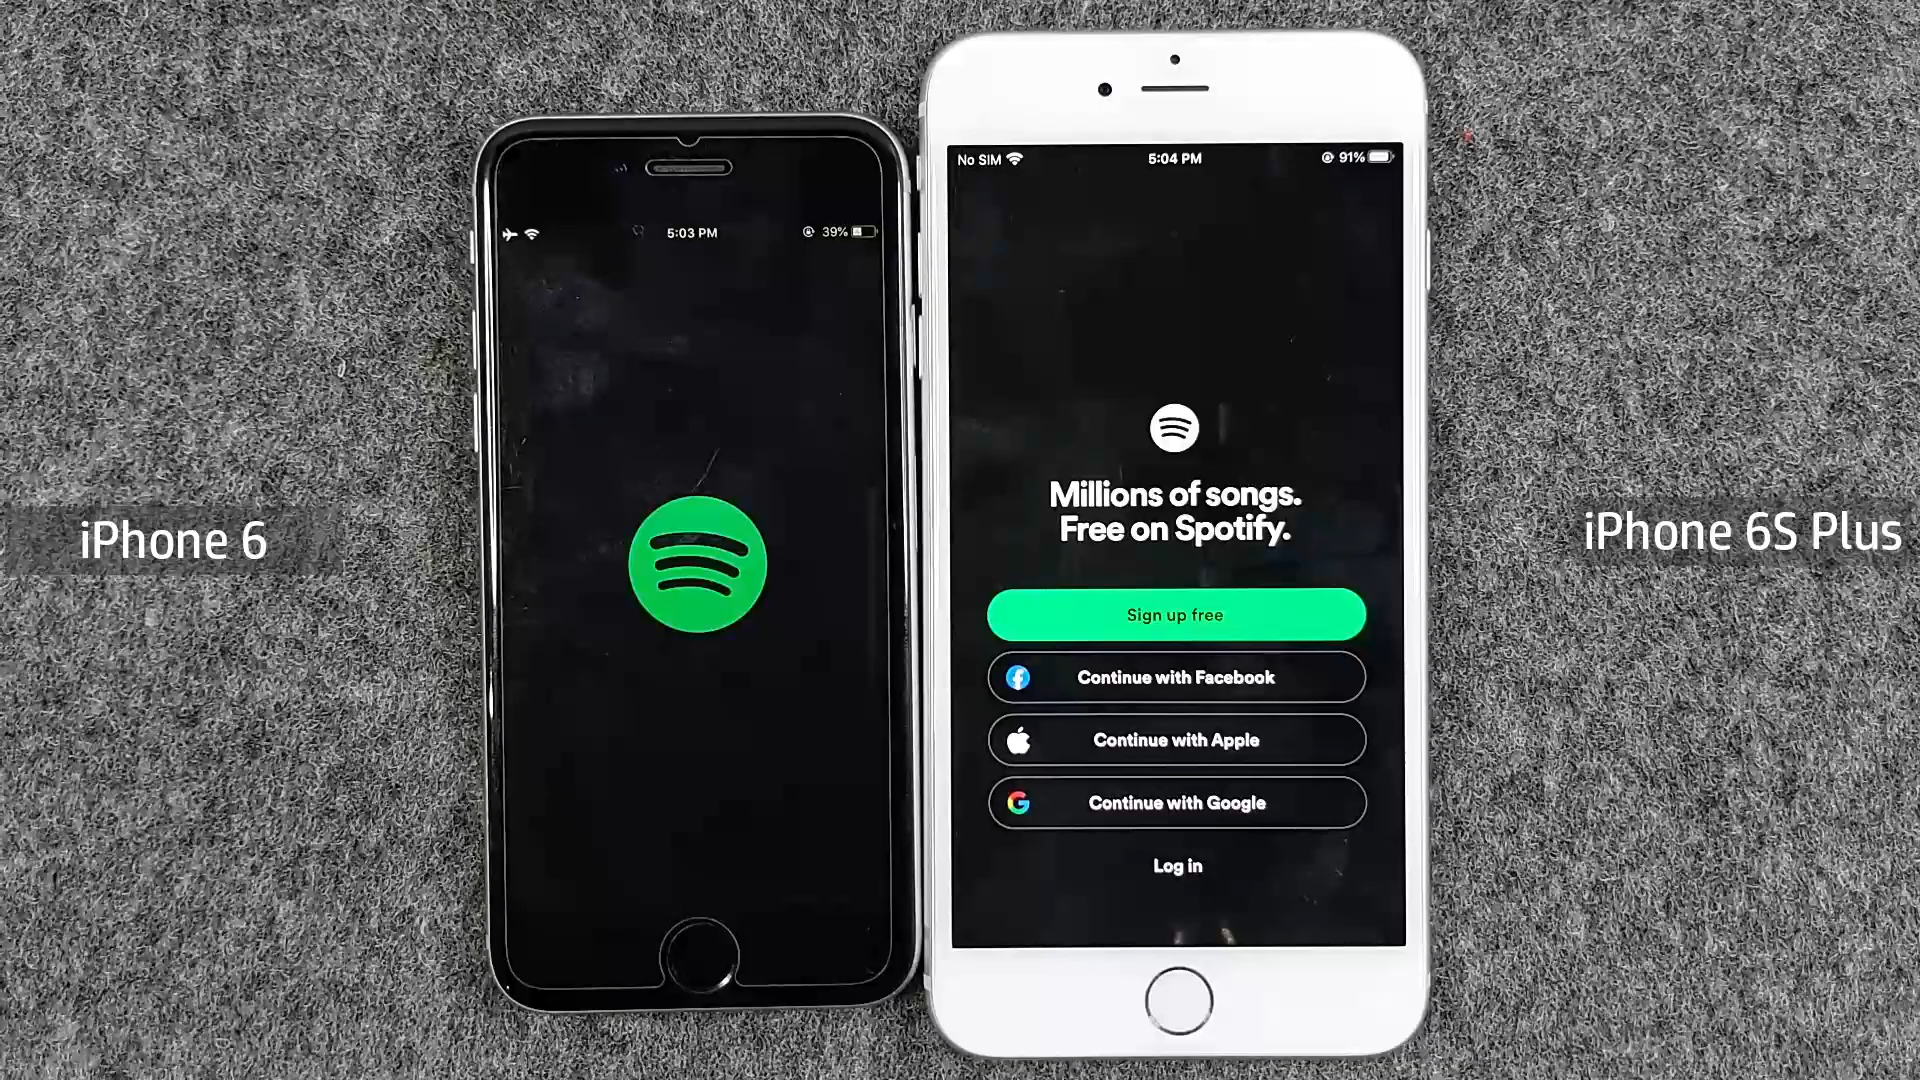 5:03 PM
39%
No SIM
5:04 PM
91%
iPhone 6
iPhone 6S Plus
Millions of songs.
Free on Spotify.
Sign up free
Continue with Facebook
Continue with Apple
Continue with Google
Log in